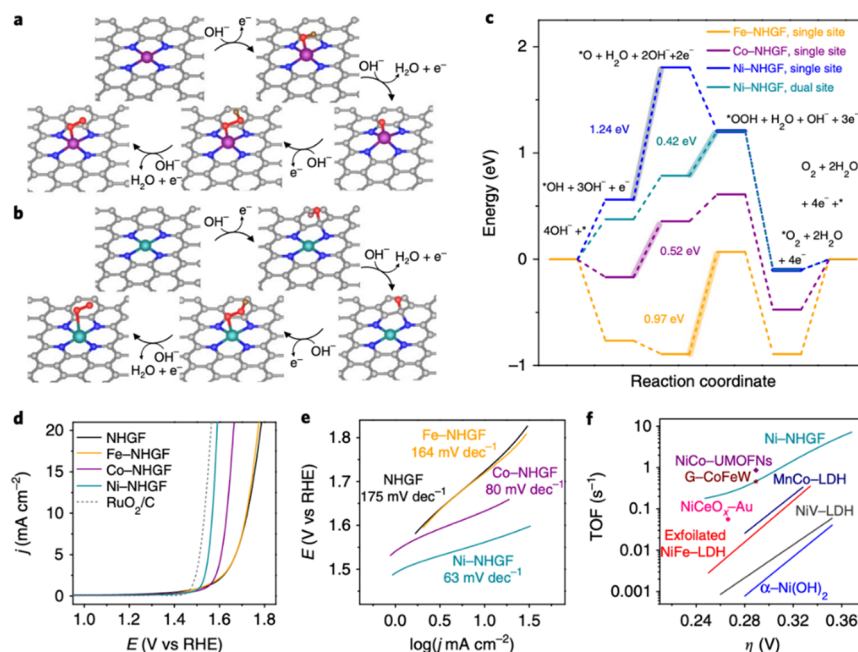 a
OH⁻
e⁻
OH⁻
H₂O + e⁻
OH⁻
H₂O + e⁻
OH⁻
e⁻
b
OH⁻
e⁻
OH⁻
H₂O + e⁻
OH⁻
H₂O + e⁻
OH⁻
e⁻
c
Energy (eV)
2
1
0
−1
Reaction coordinate
Fe–NHGF, single site
Co–NHGF, single site
Ni–NHGF, single site
Ni–NHGF, dual site
*O + H₂O + 2OH⁻+2e⁻
1.24 eV
0.42 eV
*OOH + H₂O + OH⁻ + 3e⁻
*OH + 3OH⁻ + e⁻
4OH⁻ + *
0.52 eV
0.97 eV
O₂ + 2H₂O
+ 4e⁻ + *
*O₂ + 2H₂O
+ 4e⁻
d
j (mA cm⁻²)
20
15
10
5
0
1.0
1.2
1.4
1.6
1.8
E (V vs RHE)
NHGF
Fe–NHGF
Co–NHGF
Ni–NHGF
RuO₂/C
e
E (V vs RHE)
1.8
1.7
1.6
1.5
0.0
0.5
1.0
1.5
log(j mA cm⁻²)
Fe–NHGF
164 mV dec⁻¹
NHGF
175 mV dec⁻¹
Co–NHGF
80 mV dec⁻¹
Ni–NHGF
63 mV dec⁻¹
f
TOF (s⁻¹)
10
1
0.1
0.01
0.001
0.24
0.28
0.32
0.36
η (V)
Ni–NHGF
NiCo–UMOFNs
G–CoFeW
MnCo–LDH
NiCeOₓ–Au
NiV–LDH
Exfoliated
NiFe–LDH
α–Ni(OH)₂